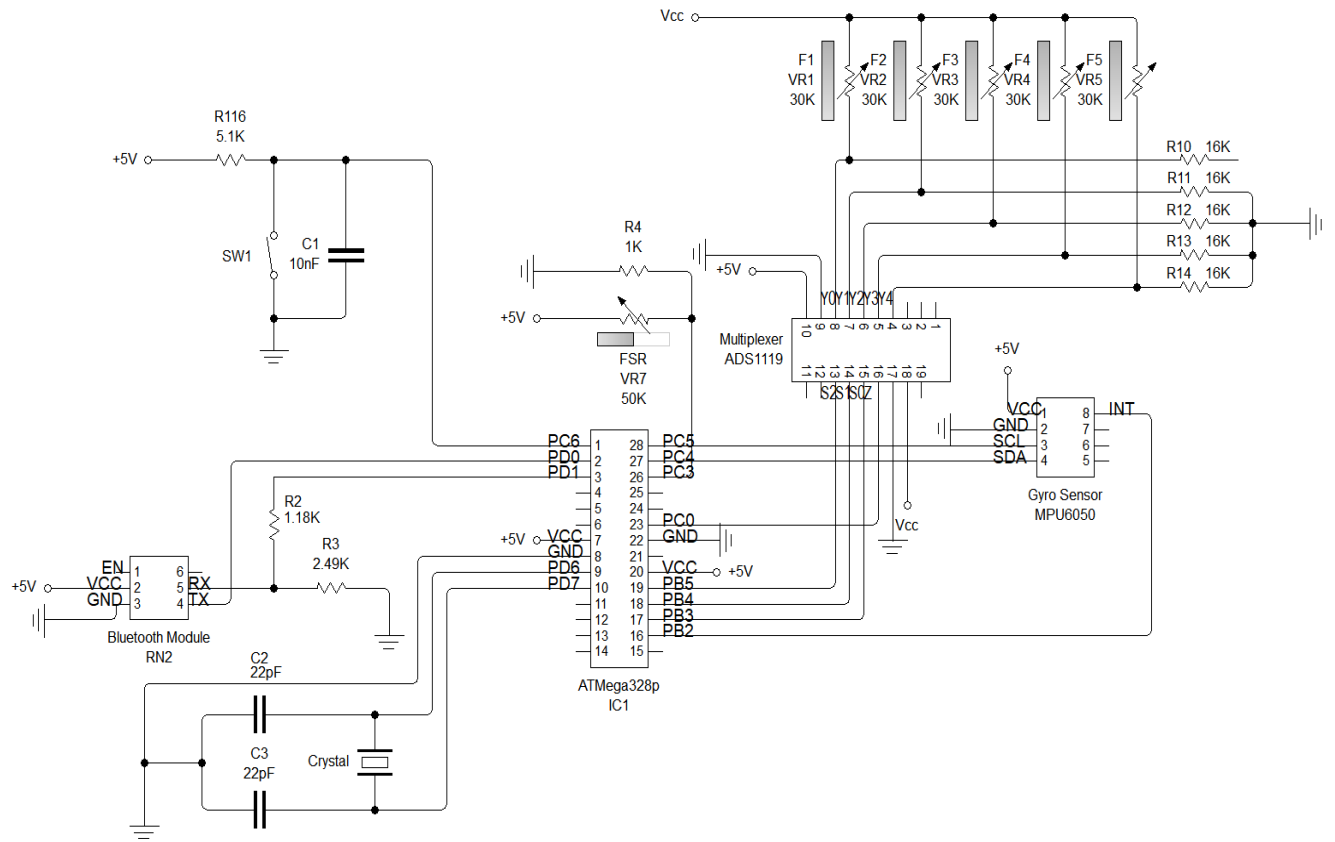 Vcc
F1
VR1
30K
F2
VR2
30K
F3
VR3
30K
F4
VR4
30K
F5
VR5
30K
R116
5.1K
+5V
SW1
C1
10nF
R10 16K
R11 16K
R12 16K
R13 16K
R14 16K
R4
1K
+5V
+5V
FSR
VR7
50K
Y0 Y1 Y2 Y3 Y4
10 9 8 7 6 5 4 3 2 1
Multiplexer
ADS1119
11 12 13 14 15 16 17 18 19
S2 S1 S0 Z
Vcc
+5V
VCC 1 8 INT
GND 2 7
SCL 3 6
SDA 4 5
Gyro Sensor
MPU6050
PC6 1 28 PC5
PD0 2 27 PC4
PD1 3 26 PC3
4 25
5 24
6 23 PC0
+5V VCC 7 22 GND
GND 8 21
PD6 9 20 VCC +5V
PD7 10 19 PB5
11 18 PB4
12 17 PB3
13 16 PB2
14 15
ATMega328p
IC1
R2
1.18K
R3
2.49K
EN 1 6
+5V VCC 2 5 RX
GND 3 4 TX
Bluetooth Module
RN2
C2
22pF
C3
22pF
Crystal